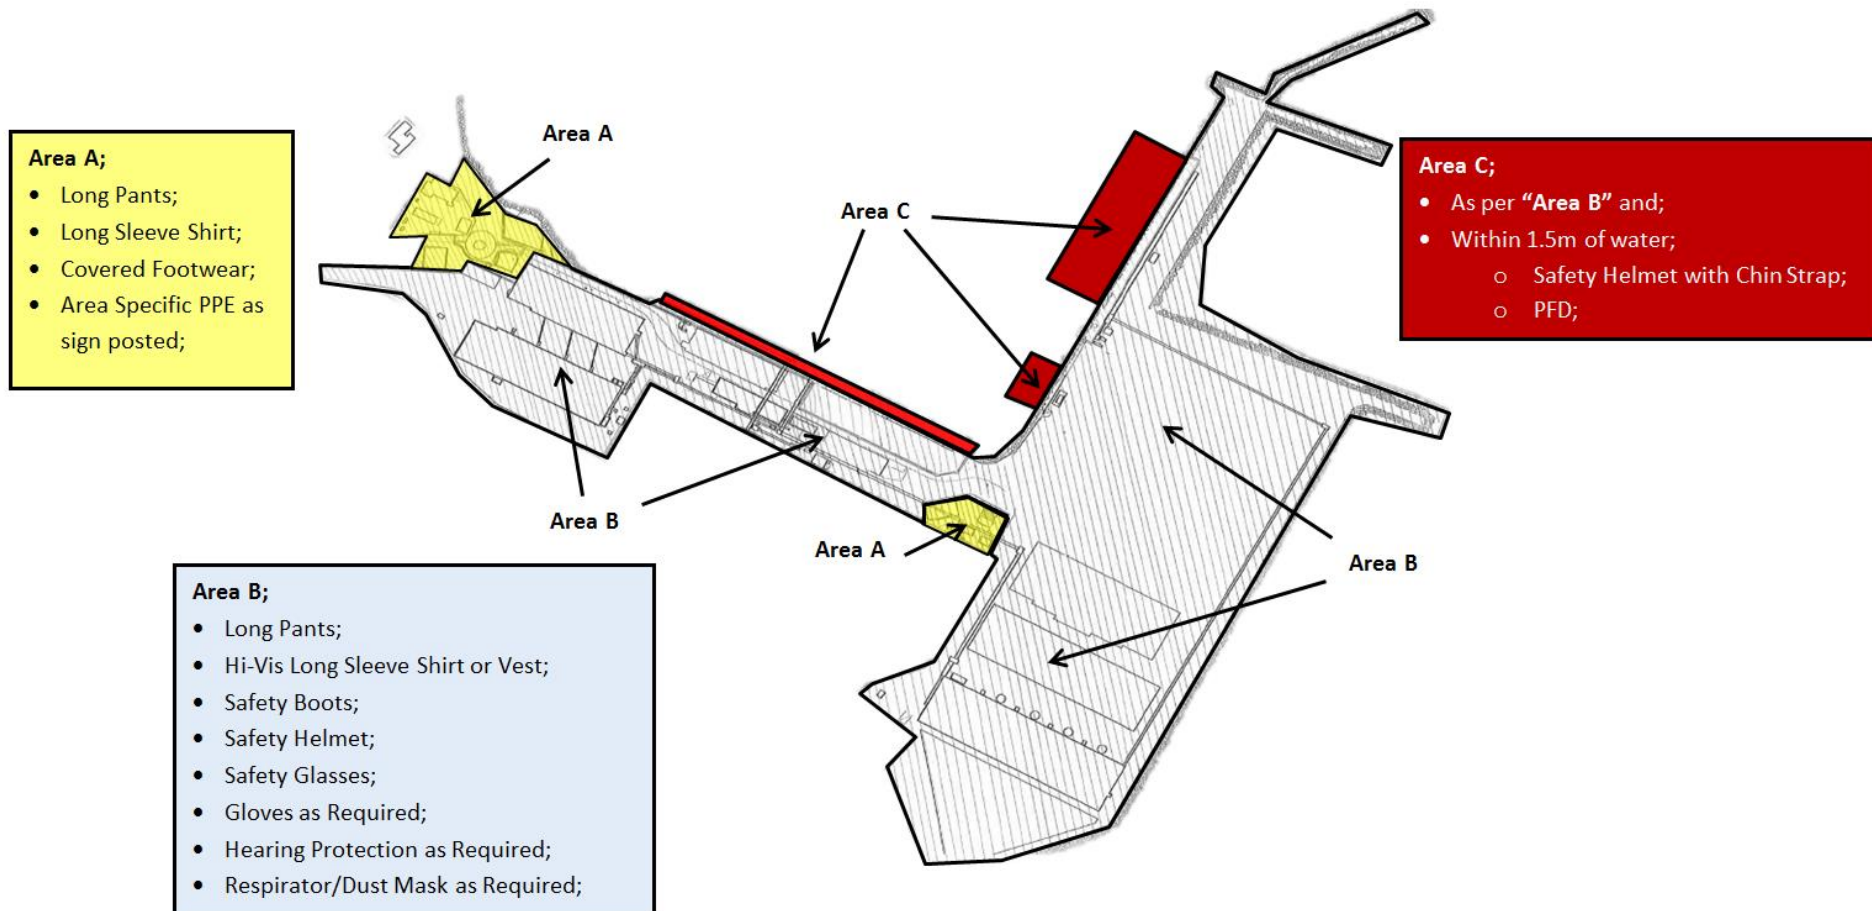 Area A;
• Long Pants;
• Long Sleeve Shirt;
• Covered Footwear;
• Area Specific PPE as
sign posted;
Area A
Area C
Area C;
• As per “Area B” and;
• Within 1.5m of water;
o Safety Helmet with Chin Strap;
o PFD;
Area B
Area A
Area B
Area B;
• Long Pants;
• Hi-Vis Long Sleeve Shirt or Vest;
• Safety Boots;
• Safety Helmet;
• Safety Glasses;
• Gloves as Required;
• Hearing Protection as Required;
• Respirator/Dust Mask as Required;